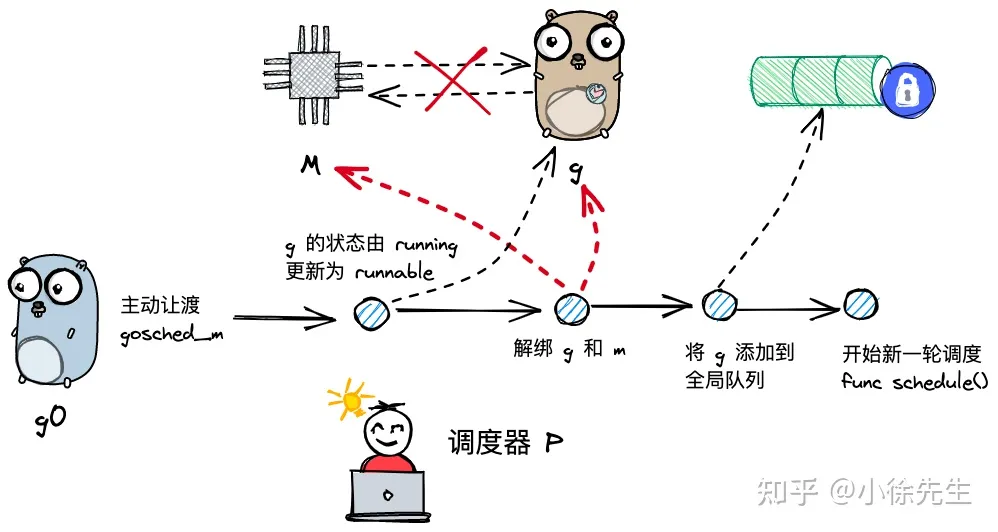 M
g
g 的状态由 running
更新为 runnable
主动让渡
gosched_m
解绑 g 和 m
将 g 添加到
全局队列
开始新一轮调度
func schedule()
g0
调度器 P
知乎 @小徐先生